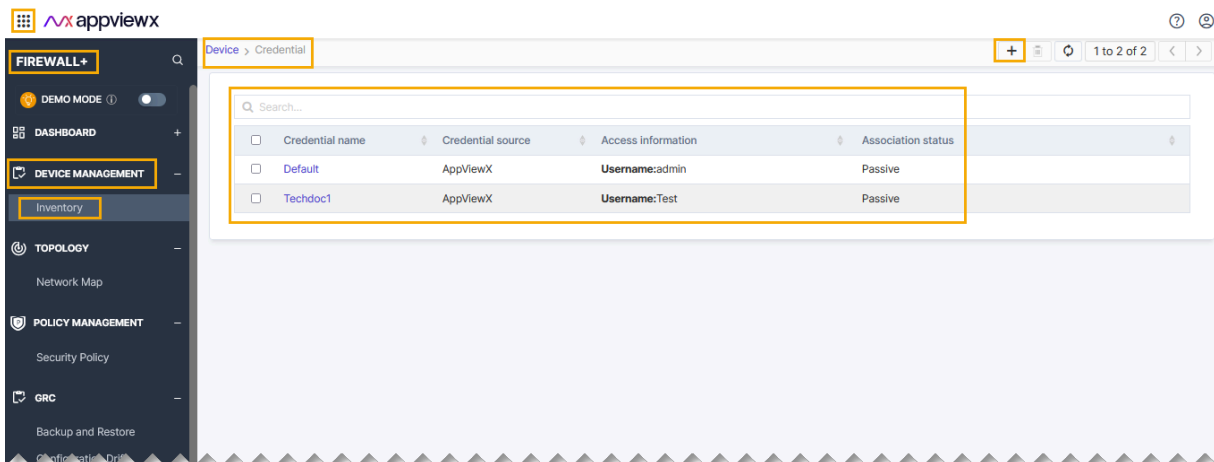 appviewx
FIREWALL+
Device > Credential
1 to 2 of 2
DEMO MODE
DASHBOARD
DEVICE MANAGEMENT
Inventory
TOPOLOGY
Network Map
POLICY MANAGEMENT
Security Policy
GRC
Backup and Restore
Search...
Credential name Credential source Access information Association status
Default AppViewX Username:admin Passive
Techdoc1 AppViewX Username:Test Passive